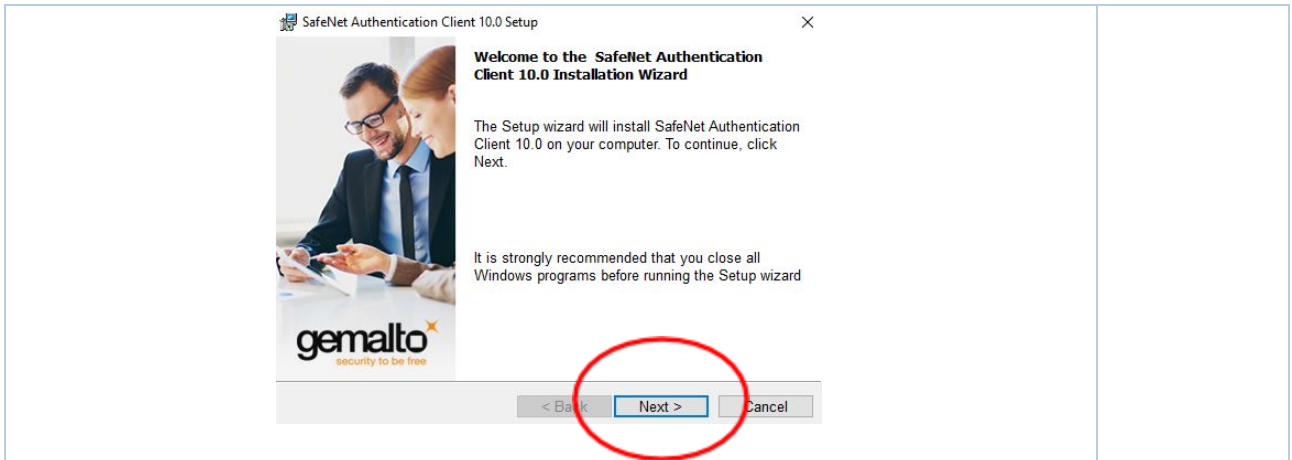 SafeNet Authentication Client 10.0 Setup
Welcome to the SafeNet Authentication
Client 10.0 Installation Wizard
The Setup wizard will install SafeNet Authentication
Client 10.0 on your computer. To continue, click
Next.
It is strongly recommended that you close all
Windows programs before running the Setup wizard
gemalto
security to be free
< Back Next > Cancel